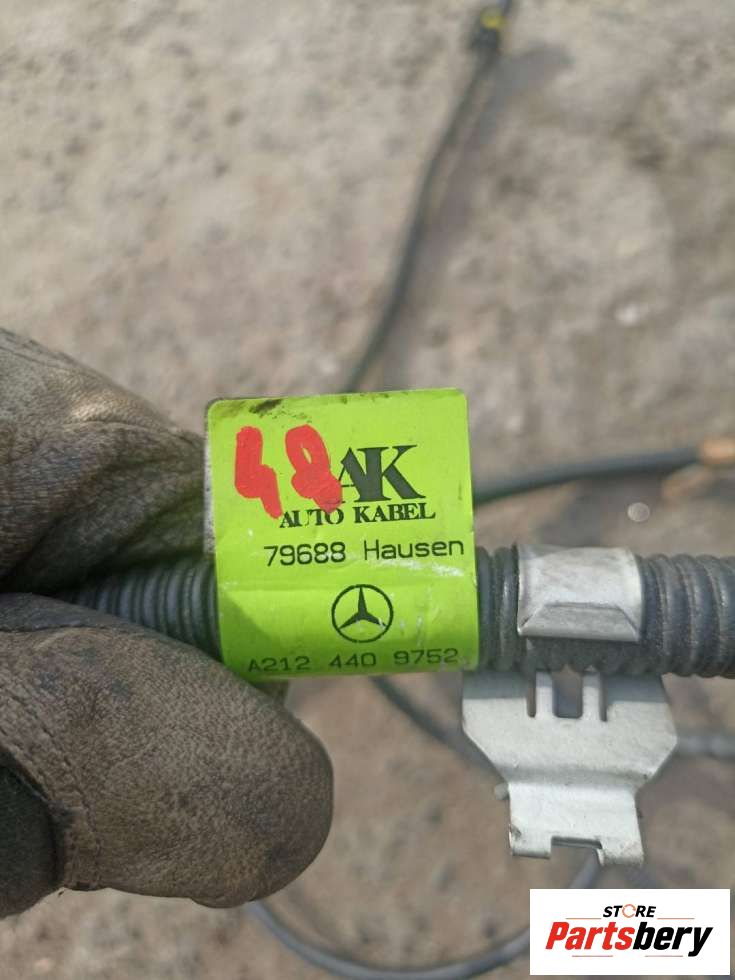 48
AK
AUTO KABEL
79688 Hausen
A212 440 9752
STORE
Partsbery